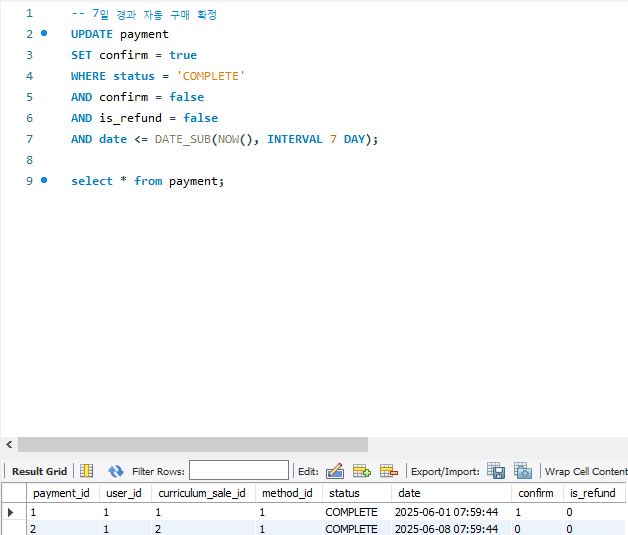 1 -- 7일 경과 자동 구매 확정
2 UPDATE payment
3 SET confirm = true
4 WHERE status = 'COMPLETE'
5 AND confirm = false
6 AND is_refund = false
7 AND date <= DATE_SUB(NOW(), INTERVAL 7 DAY);
8
9 select * from payment;
Result Grid Filter Rows: Edit: Export/Import: Wrap Cell Content
payment_id user_id curriculum_sale_id method_id status date confirm is_refund
1 1 1 1 COMPLETE 2025-06-01 07:59:44 1 0
2 1 2 1 COMPLETE 2025-06-08 07:59:44 0 0